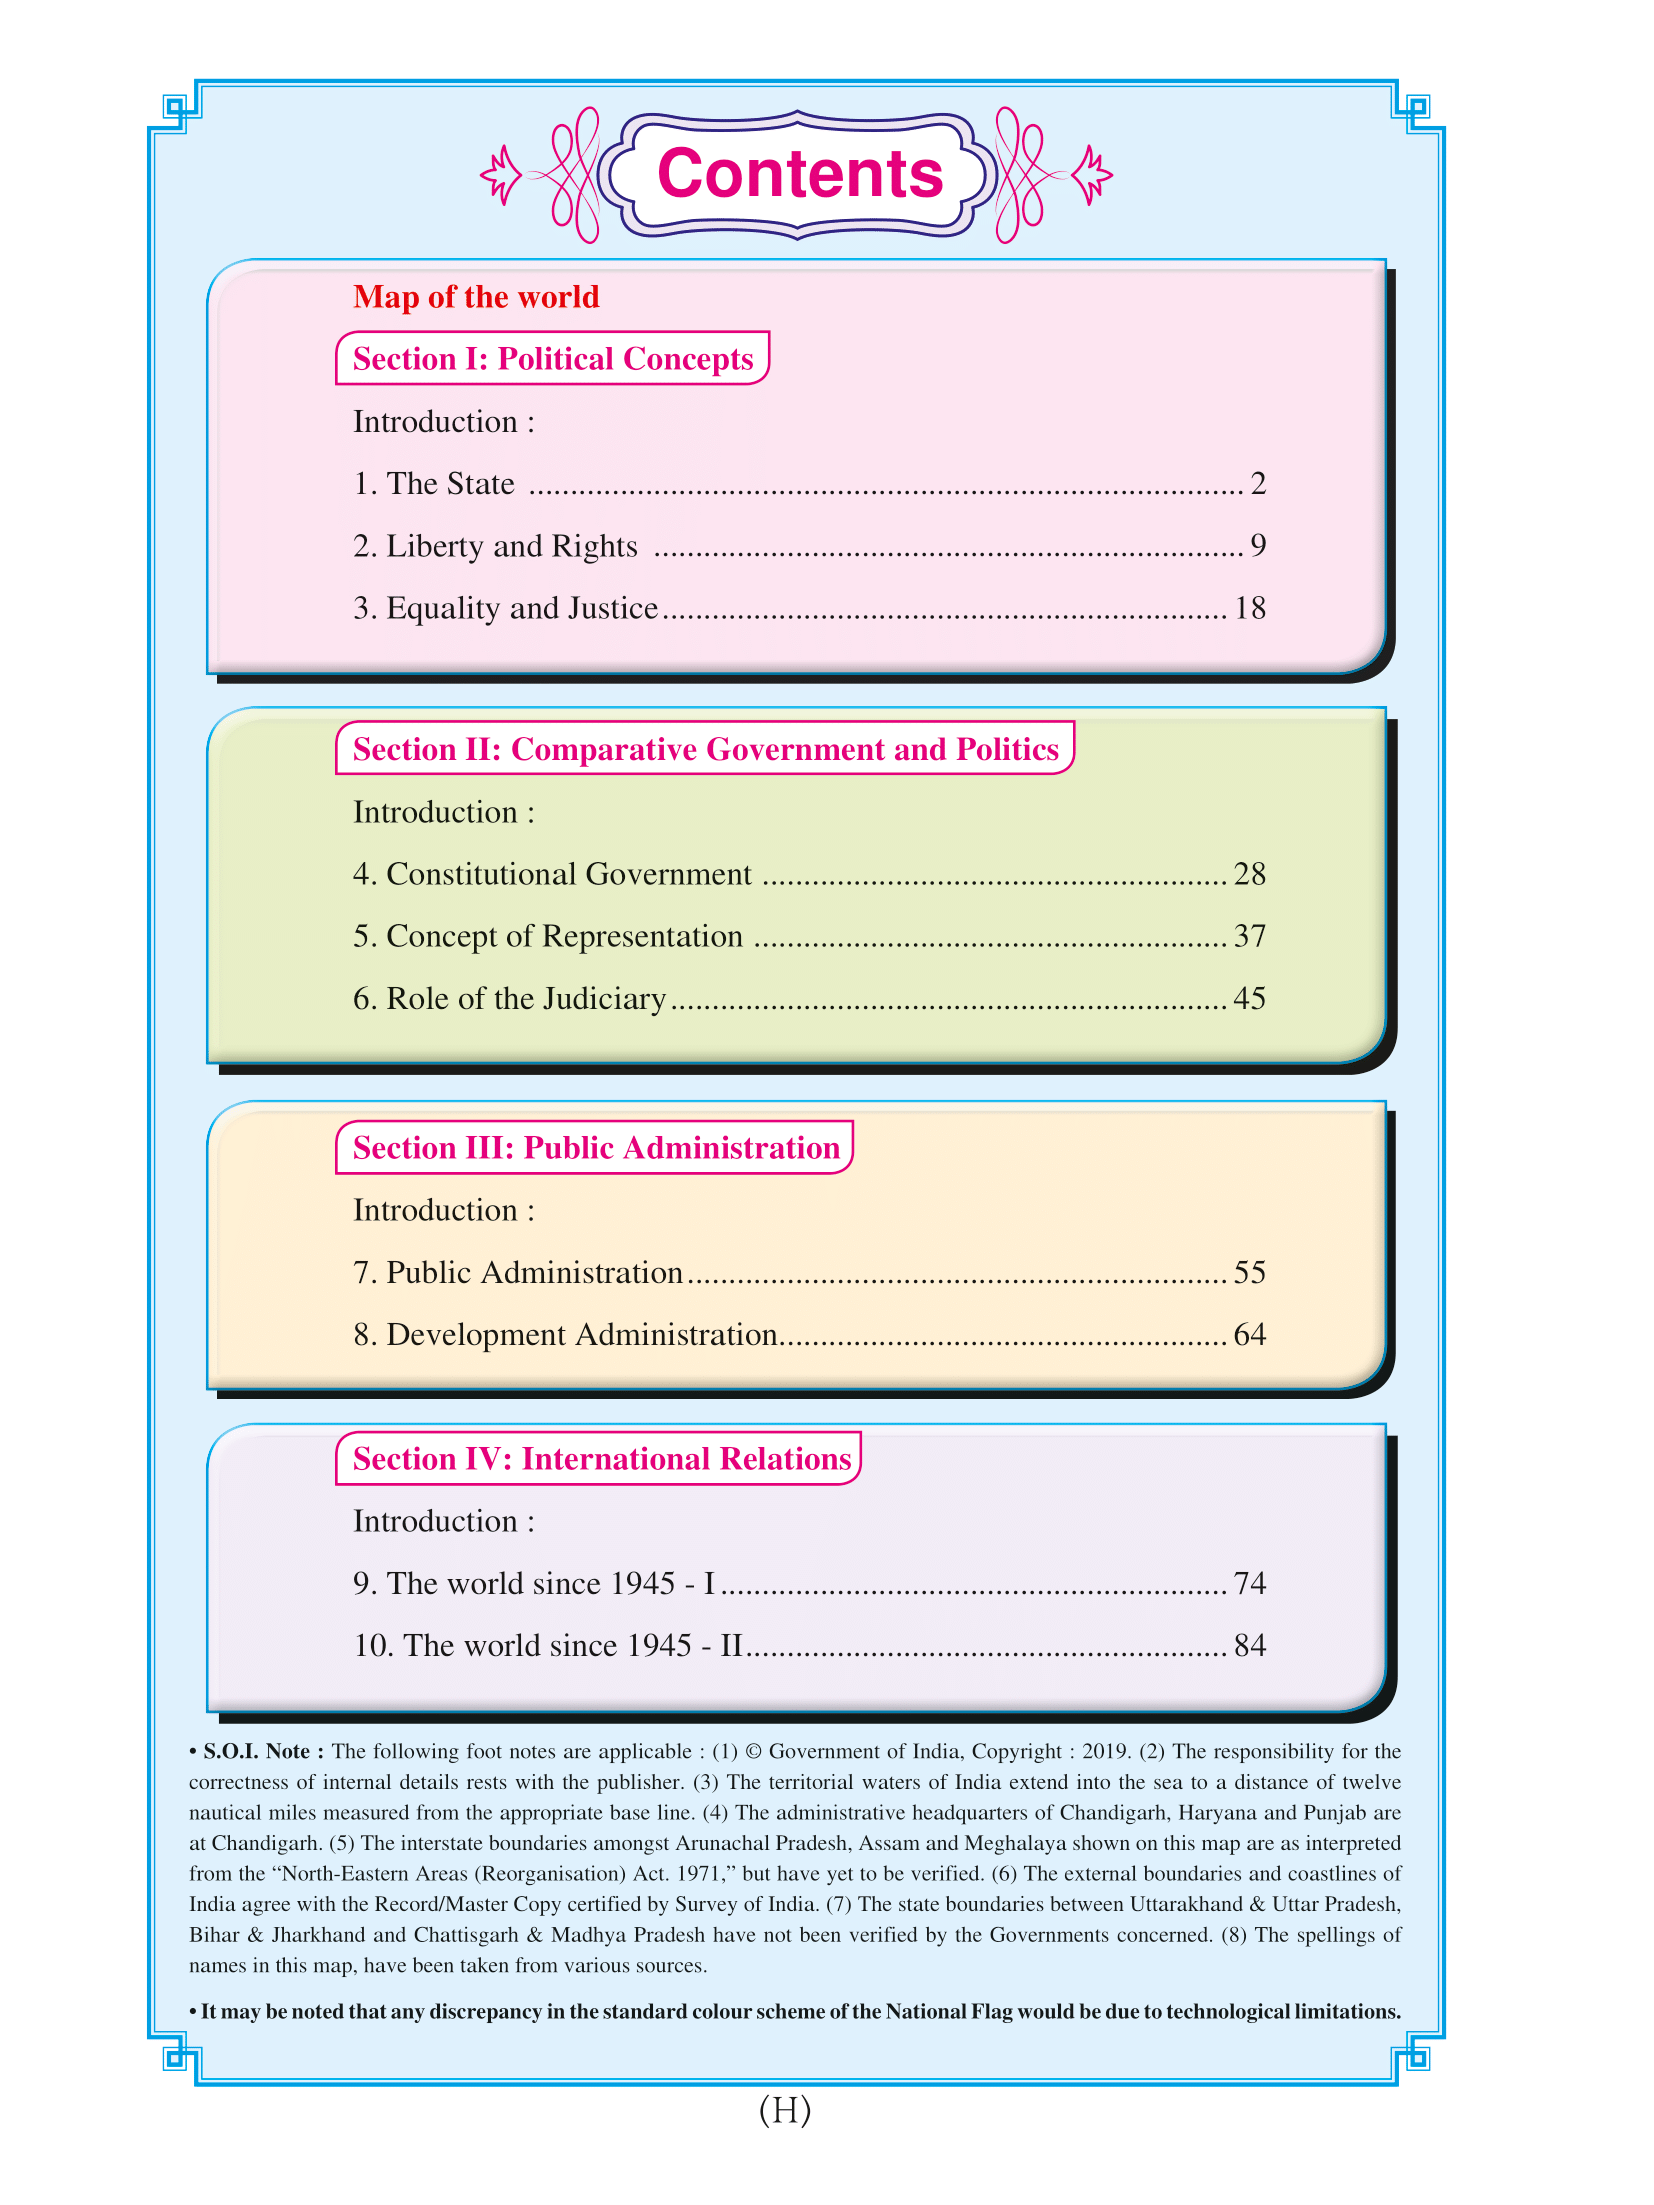 Contents
Map of the world
Section I: Political Concepts
Introduction :
1. The State ...................................................................................... 2
2. Liberty and Rights ....................................................................... 9
3. Equality and Justice.................................................................... 18
Section II: Comparative Government and Politics
Introduction :
4. Constitutional Government ........................................................ 28
5. Concept of Representation ......................................................... 37
6. Role of the Judiciary................................................................... 45
Section III: Public Administration
Introduction :
7. Public Administration................................................................. 55
8. Development Administration...................................................... 64
Section IV: International Relations
Introduction :
9. The world since 1945 - I ............................................................. 74
10. The world since 1945 - II.......................................................... 84
• S.O.I. Note : The following foot notes are applicable : (1) © Government of India, Copyright : 2019. (2) The responsibility for the
correctness of internal details rests with the publisher. (3) The territorial waters of India extend into the sea to a distance of twelve
nautical miles measured from the appropriate base line. (4) The administrative headquarters of Chandigarh, Haryana and Punjab are
at Chandigarh. (5) The interstate boundaries amongst Arunachal Pradesh, Assam and Meghalaya shown on this map are as interpreted
from the “North-Eastern Areas (Reorganisation) Act. 1971,” but have yet to be verified. (6) The external boundaries and coastlines of
India agree with the Record/Master Copy certified by Survey of India. (7) The state boundaries between Uttarakhand & Uttar Pradesh,
Bihar & Jharkhand and Chattisgarh & Madhya Pradesh have not been verified by the Governments concerned. (8) The spellings of
names in this map, have been taken from various sources.
• It may be noted that any discrepancy in the standard colour scheme of the National Flag would be due to technological limitations.
(H)